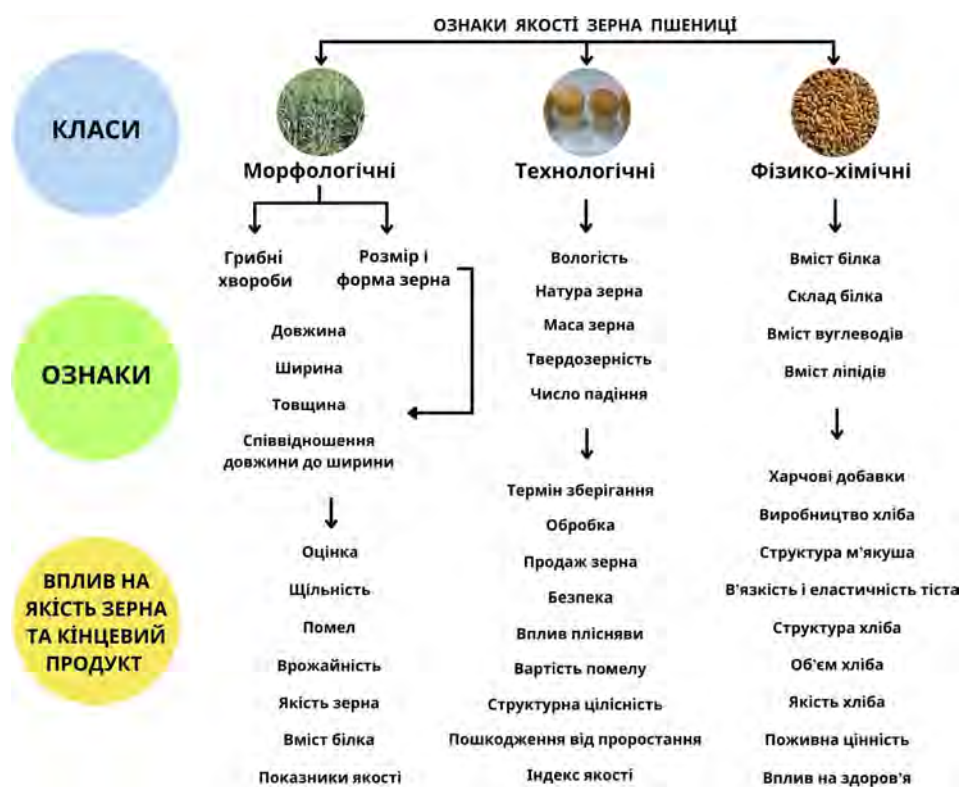 ОЗНАКИ ЯКОСТІ ЗЕРНА ПШЕНИЦІ
КЛАСИ
Морфологічні
Технологічні
Фізико-хімічні
ОЗНАКИ
Грибні
хвороби
Розмір і
форма зерна
Довжина
Ширина
Товщина
Співвідношення
довжини до ширини
Вологість
Натура зерна
Маса зерна
Твердозерність
Число падіння
Вміст білка
Склад білка
Вміст вуглеводів
Вміст ліпідів
ВПЛИВ НА
ЯКІСТЬ ЗЕРНА
ТА КІНЦЕВИЙ
ПРОДУКТ
Оцінка
Щільність
Помел
Врожайність
Якість зерна
Вміст білка
Показники якості
Термін зберігання
Обробка
Продаж зерна
Безпека
Вплив плісняви
Вартість помелу
Структурна цілісність
Пошкодження від проростання
Індекс якості
Харчові добавки
Виробництво хліба
Структура м'якуша
В'язкість і еластичність тіста
Структура хліба
Об'єм хліба
Якість хліба
Поживна цінність
Вплив на здоров'я